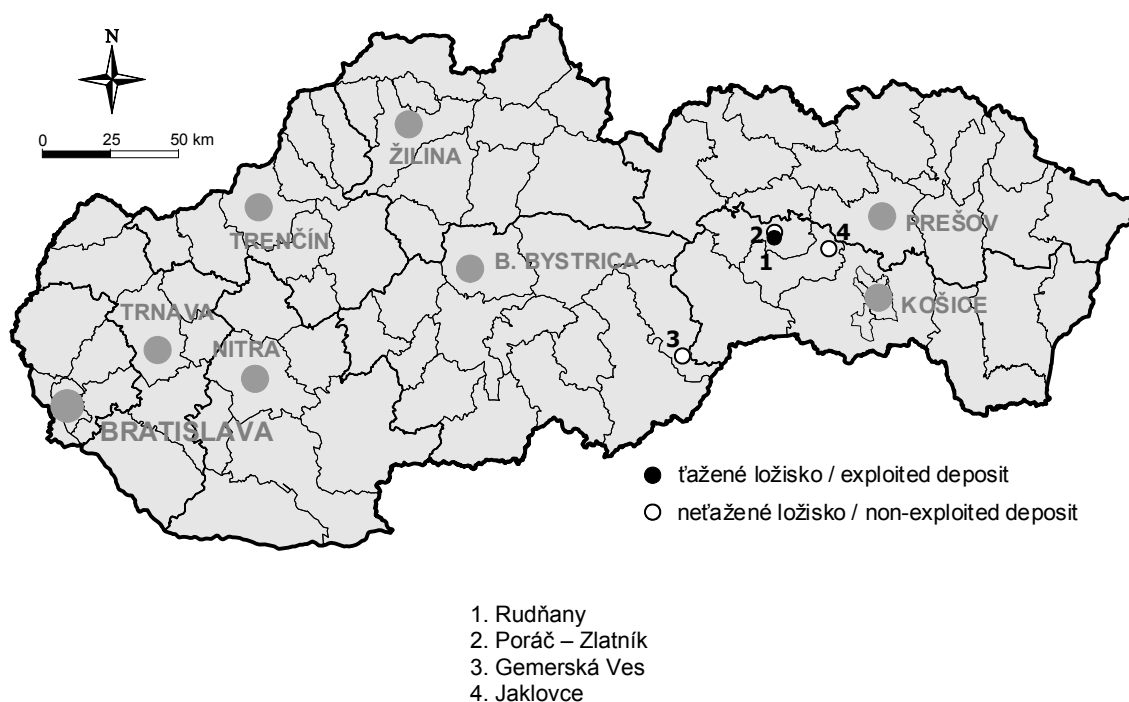 N
0 25 50 km
ŽILINA
TRENČÍN
PREŠOV
2 4
1
B. BYSTRICA
KOŠICE
TRNAVA
NITRA
3
BRATISLAVA
ťažené ložisko / exploited deposit
neťažené ložisko / non-exploited deposit
1. Rudňany
2. Poráč – Zlatník
3. Gemerská Ves
4. Jaklovce